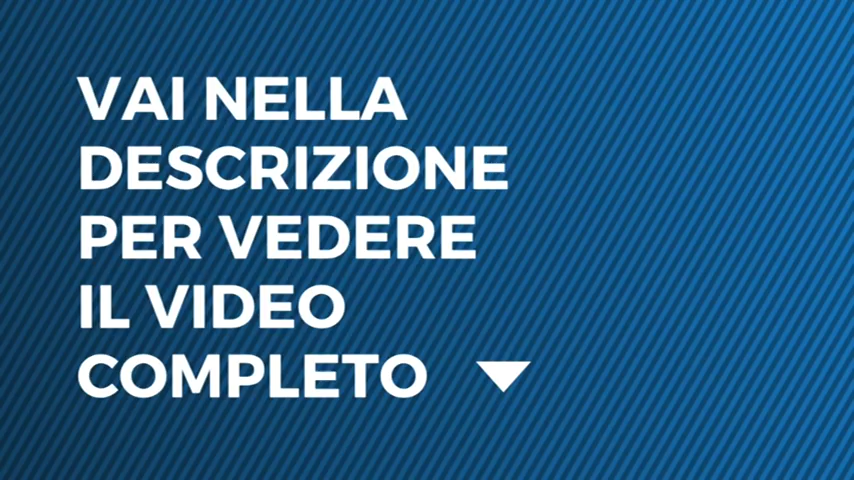 VAI NELLA
DESCRIZIONE
PER VEDERE
IL VIDEO
COMPLETO